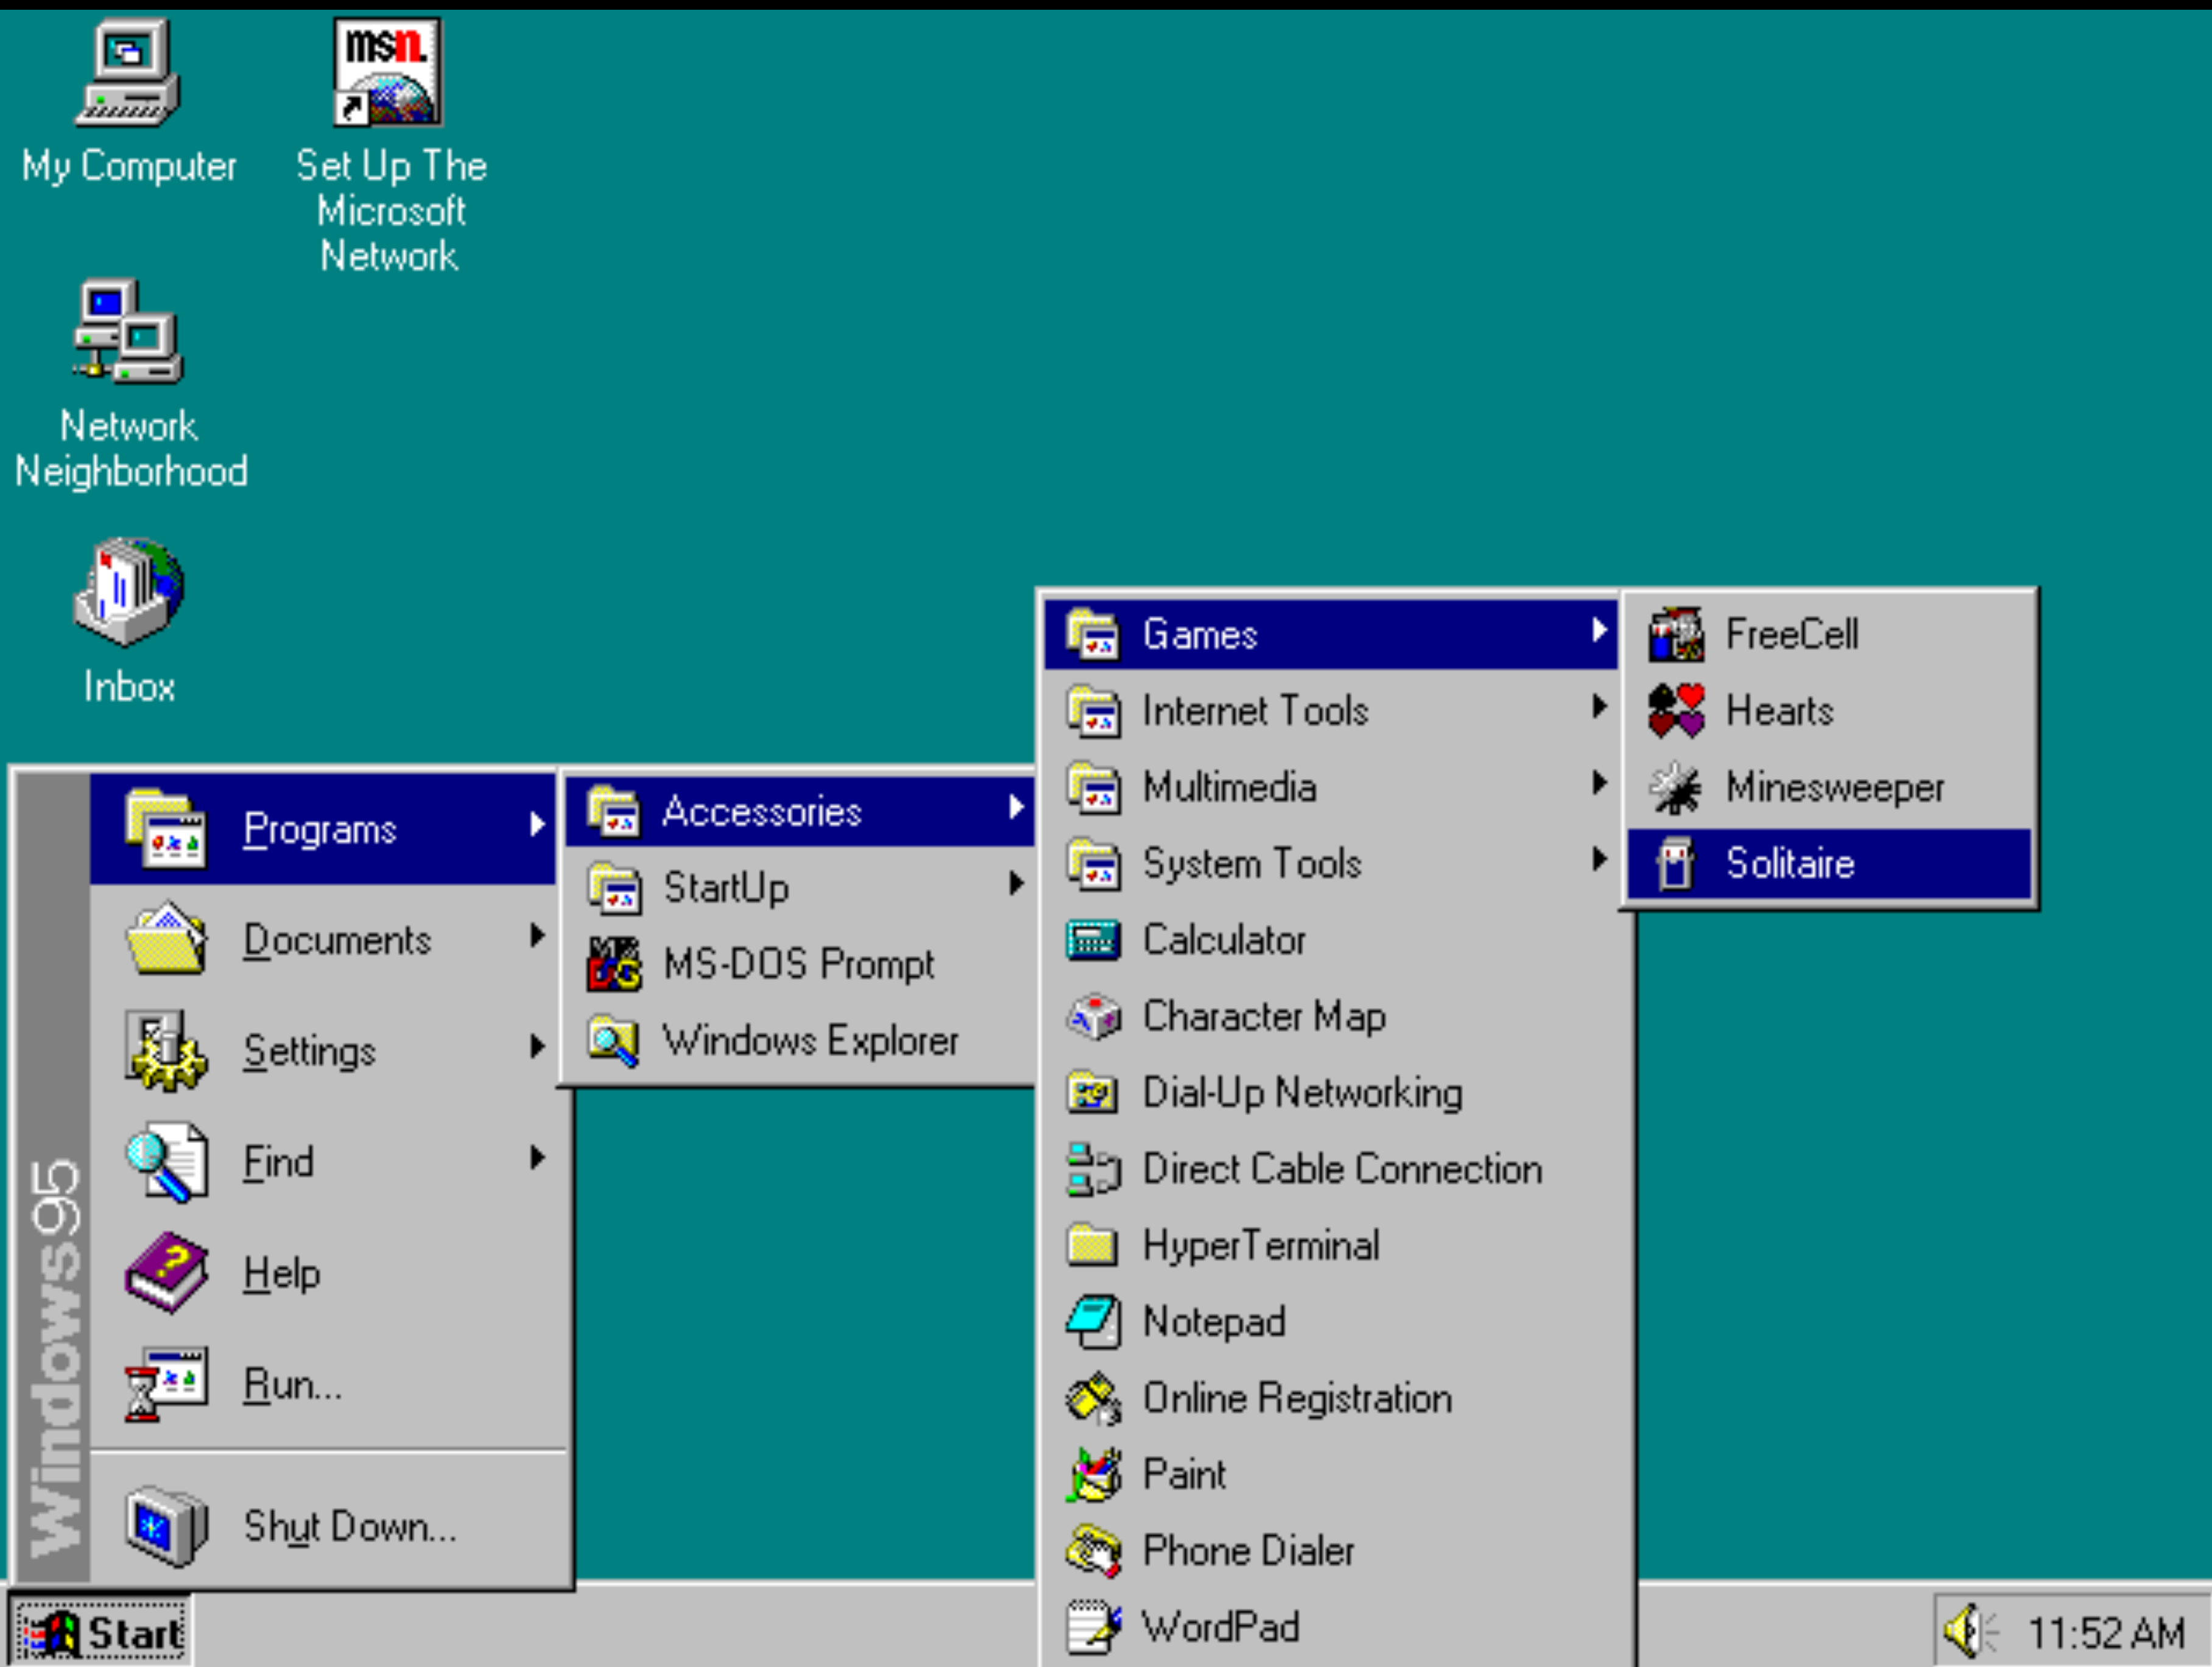 msn.
My Computer
Set Up The
Microsoft
Network
Network
Neighborhood
Inbox
Programs
Documents
Settings
Find
Help
Run...
Shut Down...
Windows95
Accessories
StartUp
MS-DOS Prompt
Windows Explorer
Games
Internet Tools
Multimedia
System Tools
Calculator
Character Map
Dial-Up Networking
Direct Cable Connection
HyperTerminal
Notepad
Online Registration
Paint
Phone Dialer
WordPad
FreeCell
Hearts
Minesweeper
Solitaire
Start
11:52 AM